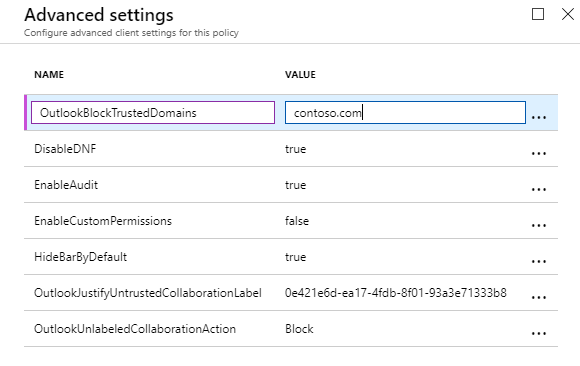 Advanced settings
Configure advanced client settings for this policy
NAME VALUE
OutlookBlockTrustedDomains contoso.com ...
DisableDNF true ...
EnableAudit true ...
EnableCustomPermissions false ...
HideBarByDefault true ...
OutlookJustifyUntrustedCollaborationLabel 0e421e6d-ea17-4fdb-8f01-93a3e71333b8 ...
OutlookUnlabeledCollaborationAction Block ...